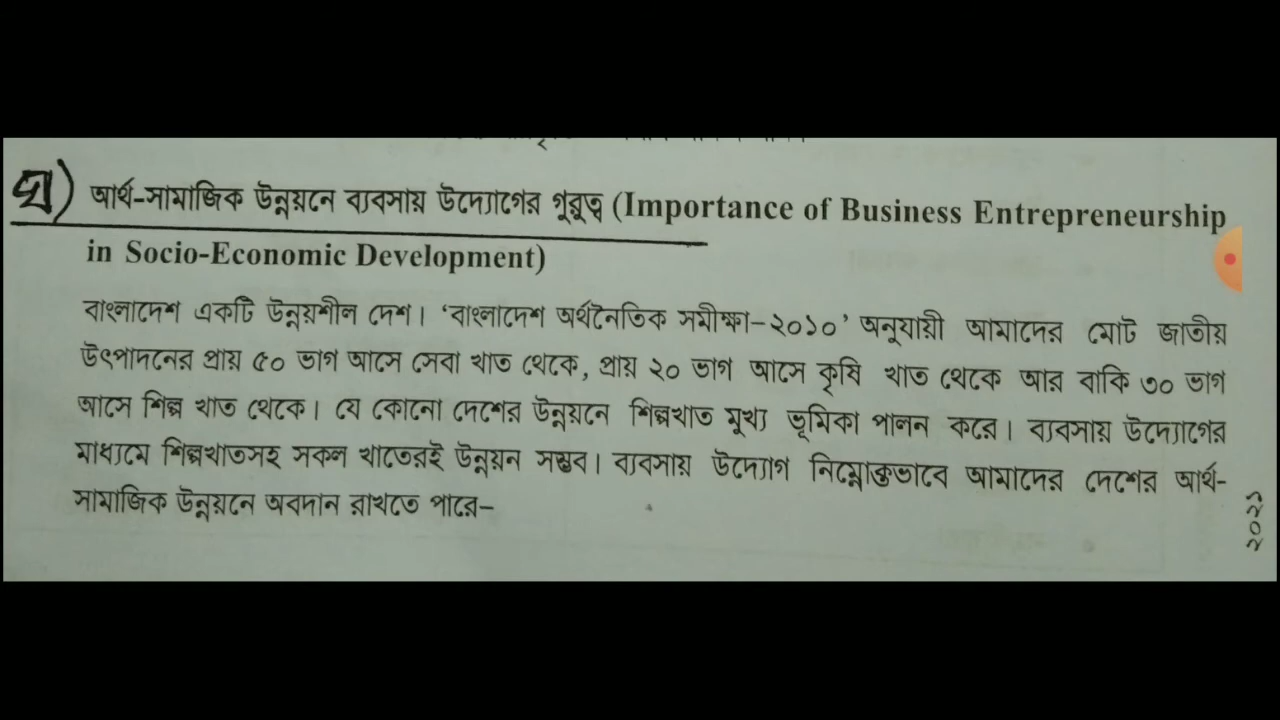 ঘ) আর্থ-সামাজিক উন্নয়নে ব্যবসায় উদ্যোগের গুরুত্ব (Importance of Business Entrepreneurship
in Socio-Economic Development)
বাংলাদেশ একটি উন্নয়শীল দেশ। ‘বাংলাদেশ অর্থনৈতিক সমীক্ষা-২০১০’ অনুযায়ী আমাদের মোট জাতীয়
উৎপাদনের প্রায় ৫০ ভাগ আসে সেবা খাত থেকে, প্রায় ২০ ভাগ আসে কৃষি খাত থেকে আর বাকি ৩০ ভাগ
আসে শিল্প খাত থেকে। যে কোনো দেশের উন্নয়নে শিল্পখাত মুখ্য ভূমিকা পালন করে। ব্যবসায় উদ্যোগের
মাধ্যমে শিল্পখাতসহ সকল খাতেরই উন্নয়ন সম্ভব। ব্যবসায় উদ্যোগ নিম্নোক্তভাবে আমাদের দেশের আর্থ-
সামাজিক উন্নয়নে অবদান রাখতে পারে-
২০২১